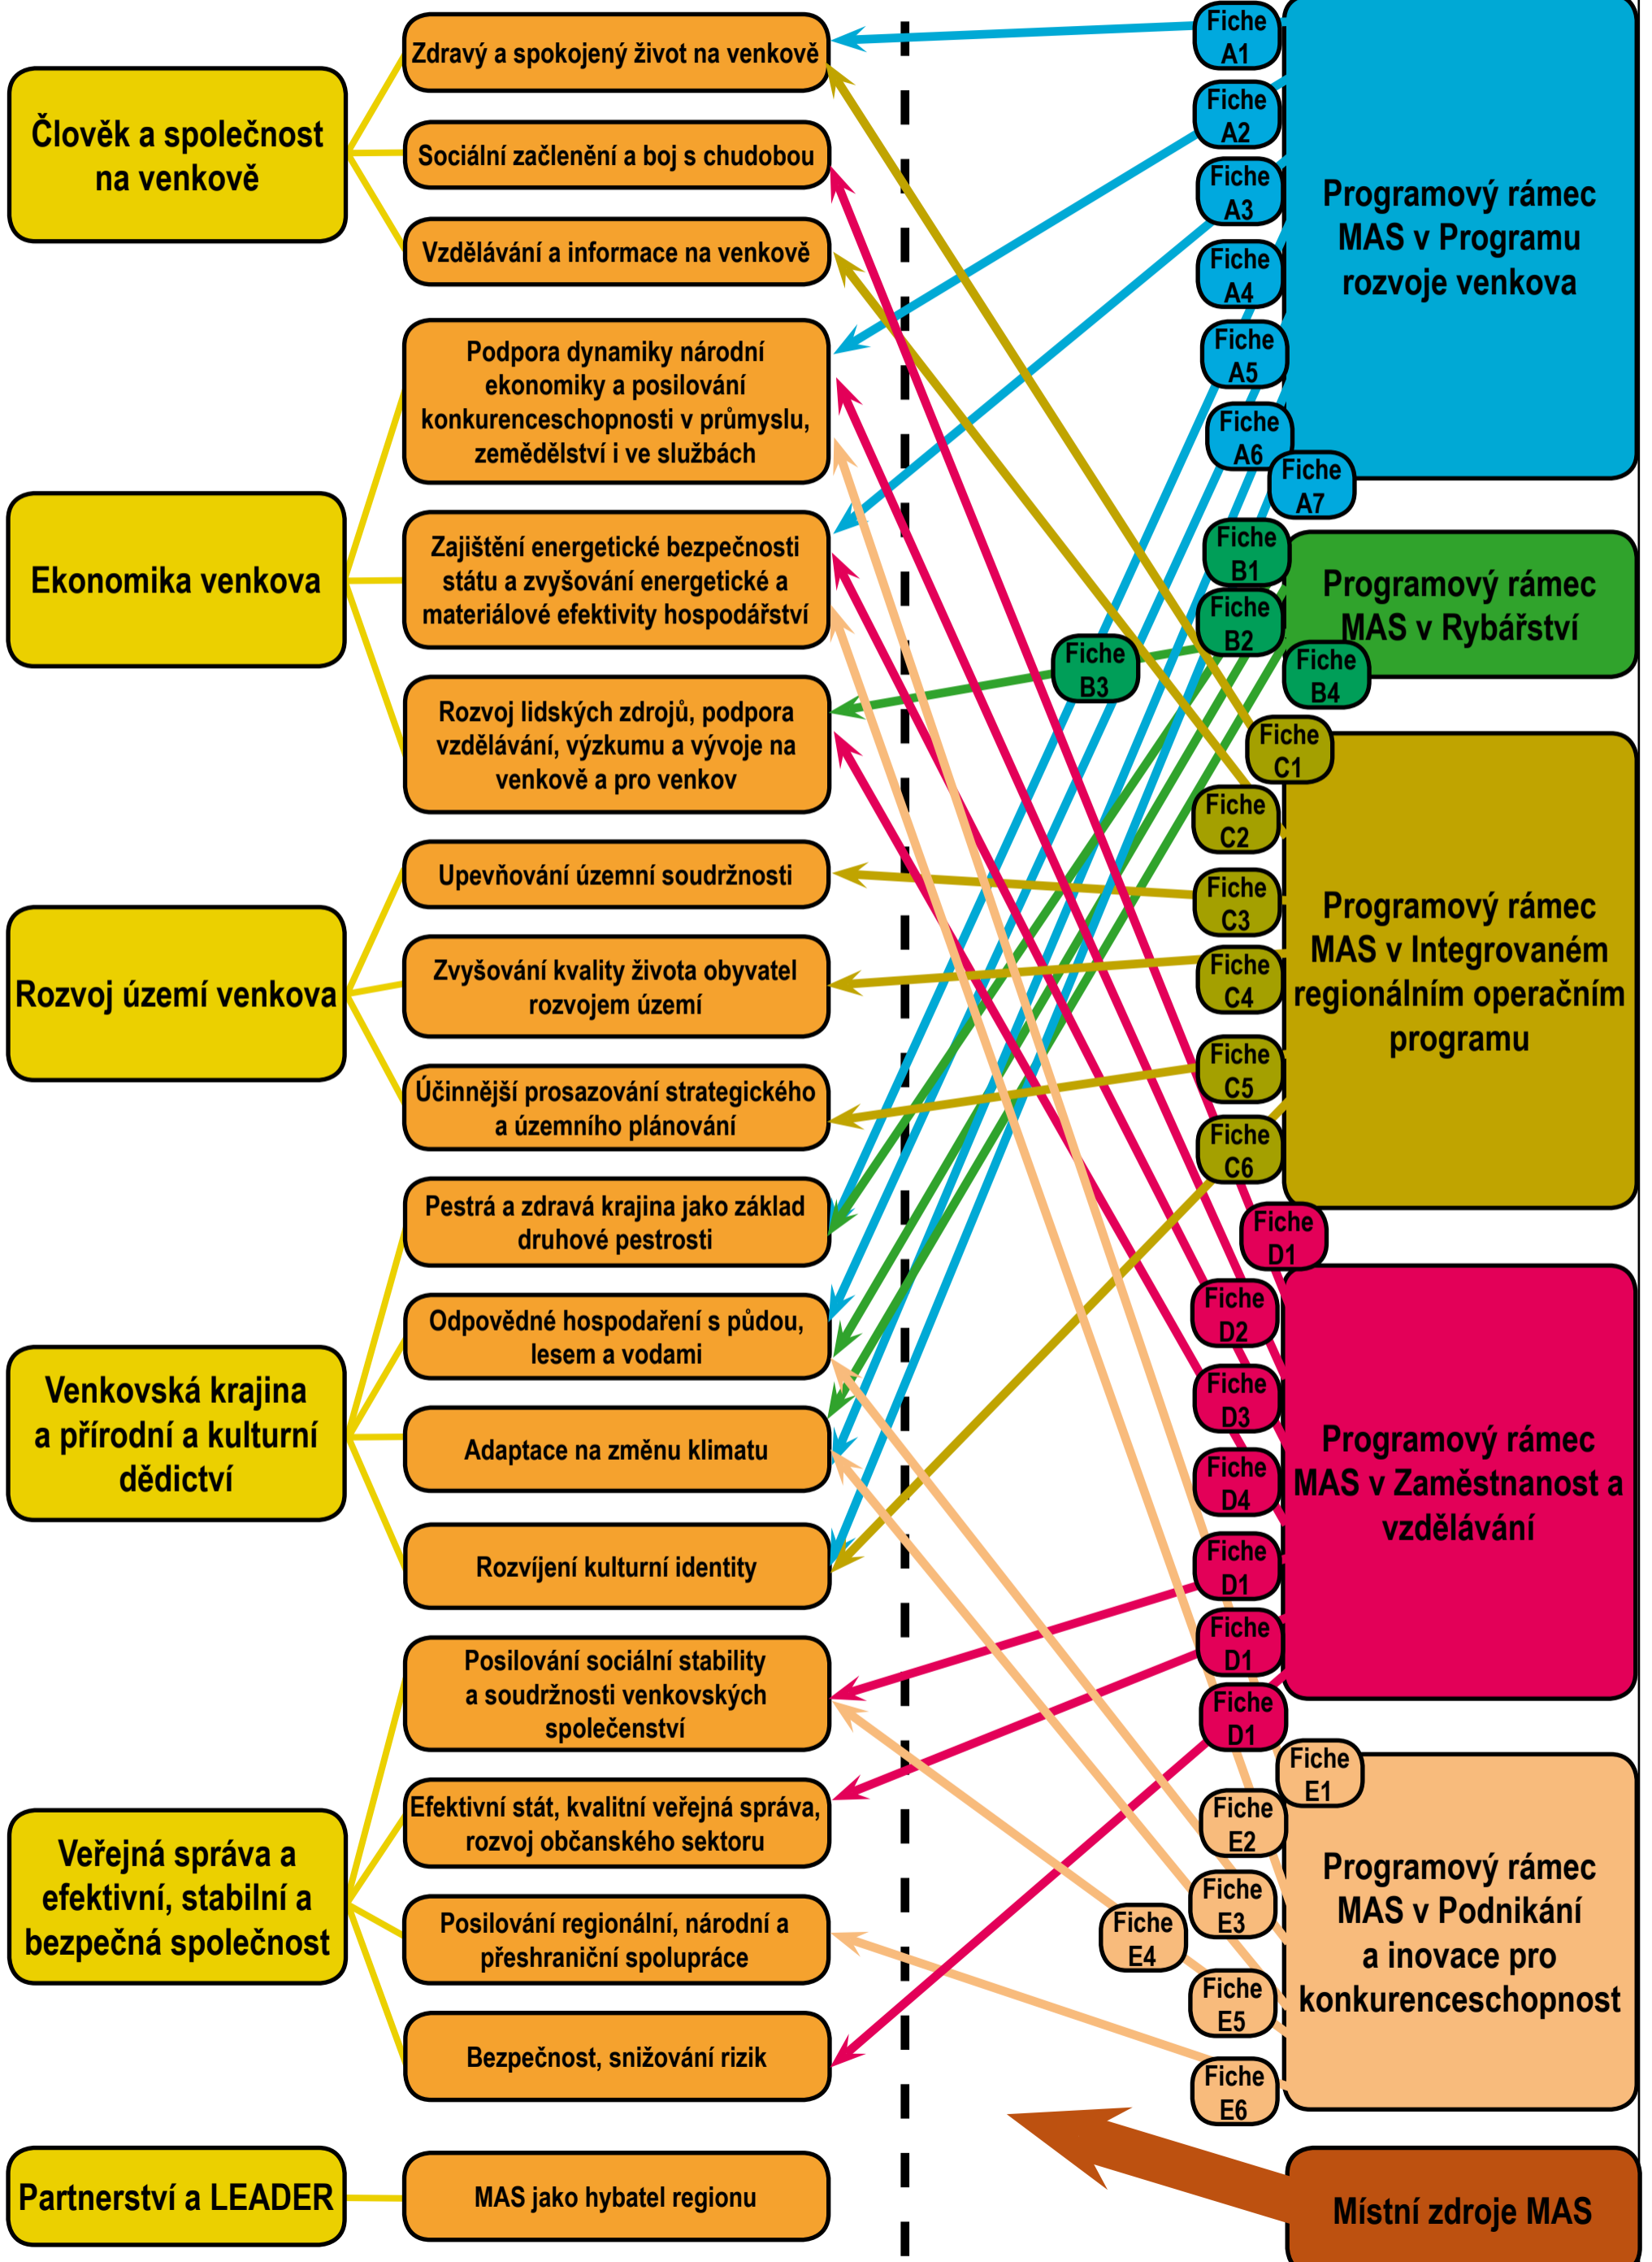 Člověk a společnost
na venkově
Ekonomika venkova
Rozvoj území venkova
Venkovská krajina
a přírodní a kulturní
dědictví
Veřejná správa a
efektivní, stabilní a
bezpečná společnost
Partnerství a LEADER
Zdravý a spokojený život na venkově
Sociální začlenění a boj s chudobou
Vzdělávání a informace na venkově
Podpora dynamiky národní
ekonomiky a posilování
konkurenceschopnosti v průmyslu,
zemědělství i ve službách
Zajištění energetické bezpečnosti
státu a zvyšování energetické a
materiálové efektivity hospodářství
Rozvoj lidských zdrojů, podpora
vzdělávání, výzkumu a vývoje na
venkově a pro venkov
Upevňování územní soudržnosti
Zvyšování kvality života obyvatel
rozvojem území
Účinnější prosazování strategického
a územního plánování
Pestrá a zdravá krajina jako základ
druhové pestrosti
Odpovědné hospodaření s půdou,
lesem a vodami
Adaptace na změnu klimatu
Rozvíjení kulturní identity
Posilování sociální stability
a soudržnosti venkovských
společenství
Efektivní stát, kvalitní veřejná správa,
rozvoj občanského sektoru
Posilování regionální, národní a
přeshraniční spolupráce
Bezpečnost, snižování rizik
MAS jako hybatel regionu
Fiche
A1
Fiche
A2
Fiche
A3
Fiche
A4
Fiche
A5
Fiche
A6
Fiche
A7
Fiche
B1
Fiche
B2
Fiche
B3
Fiche
B4
Fiche
C1
Fiche
C2
Fiche
C3
Fiche
C4
Fiche
C5
Fiche
C6
Fiche
D1
Fiche
D2
Fiche
D3
Fiche
D4
Fiche
D1
Fiche
D1
Fiche
D1
Fiche
E1
Fiche
E2
Fiche
E3
Fiche
E4
Fiche
E5
Fiche
E6
Programový rámec
MAS v Programu
rozvoje venkova
Programový rámec
MAS v Rybářství
Programový rámec
MAS v Integrovaném
regionálním operačním
programu
Programový rámec
MAS v Zaměstnanost a
vzdělávání
Programový rámec
MAS v Podnikání
a inovace pro
konkurenceschopnost
Místní zdroje MAS